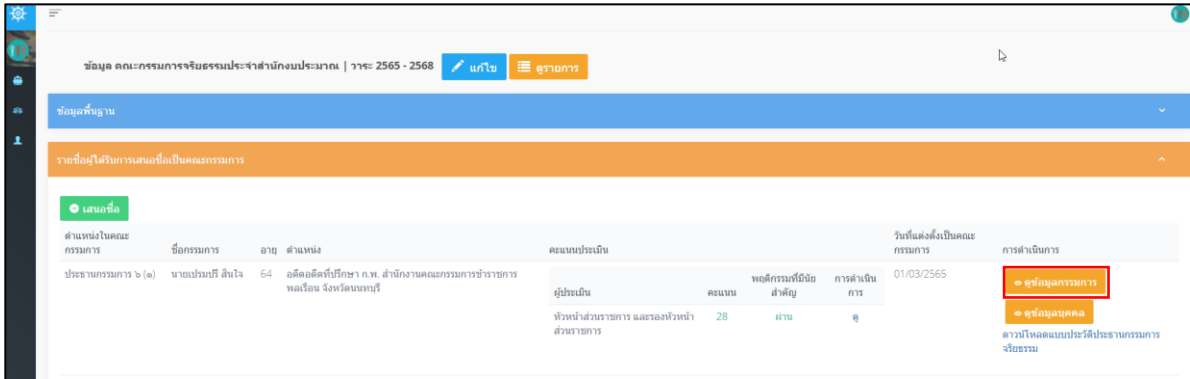 ข้อมูล คณะกรรมการจริยธรรมประจำสำนักงบประมาณ | วาระ 2565 - 2568 แก้ไข ดูรายการ
ข้อมูลพื้นฐาน
รายชื่อผู้ได้รับการเสนอชื่อเป็นคณะกรรมการ
เสนอชื่อ
ตำแหน่งในคณะ
กรรมการ
ชื่อกรรมการ
อายุ
ตำแหน่ง
คะแนนประเมิน
วันที่แต่งตั้งเป็นคณะ
กรรมการ
การดำเนินการ
ประธานกรรมการ ๖ (๑)
นายเปรมปรี สินใจ
64
อดีตอดีตที่ปรึกษา ก.พ. สำนักงานคณะกรรมการข้าราชการ
พลเรือน จังหวัดนนทบุรี
ผู้ประเมิน
คะแนน
พฤติกรรมที่มีนัย
สำคัญ
การดำเนิน
การ
หัวหน้าส่วนราชการ และรองหัวหน้า
ส่วนราชการ
28
ผ่าน
ดู
01/03/2565
ดูข้อมูลกรรมการ
ดูข้อมูลบุคคล
ดาวน์โหลดแบบประวัติประธานกรรมการ
จริยธรรม